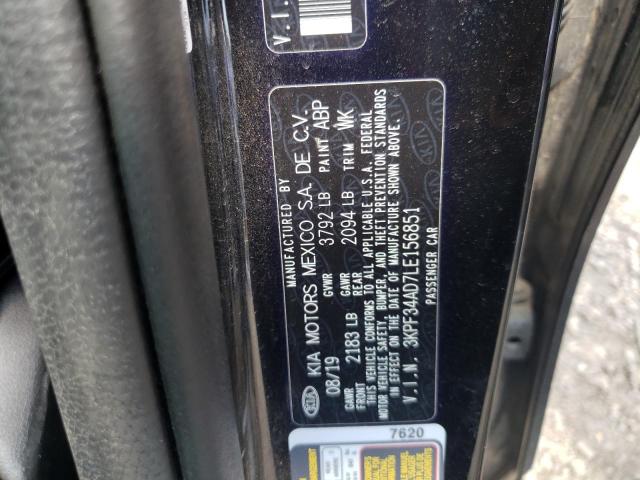 V.I.
MANUFACTURED BY
KIA KIA MOTORS MEXICO S.A. DE C.V.
08/19 GVWR 3792 LB PAINT ABP
GAWR FRONT 2183 LB GAWR REAR 2094 LB TRIM WK
THIS VEHICLE CONFORMS TO ALL APPLICABLE U.S.A. FEDERAL
MOTOR VEHICLE SAFETY, BUMPER, AND THEFT PREVENTION STANDARDS
IN EFFECT ON THE DATE OF MANUFACTURE SHOWN ABOVE.
V.I.N. 3KPF34AD7LE156851
PASSENGER CAR
7620